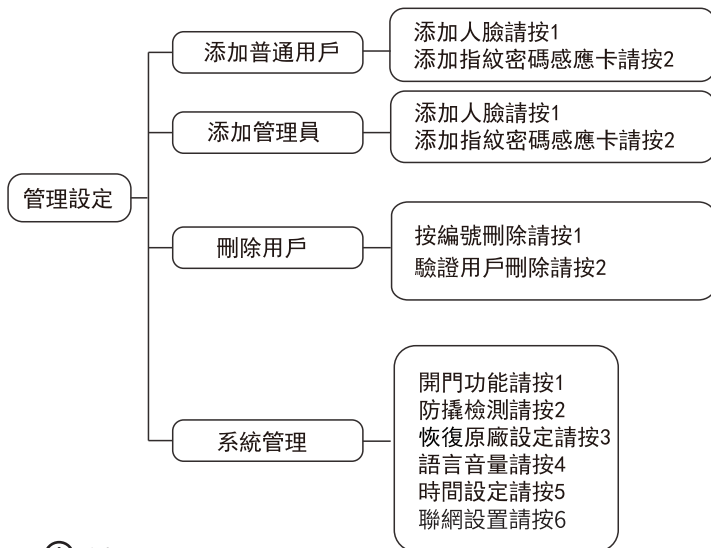 管理設定
添加普通用戶
添加人臉請按1
添加指紋密碼感應卡請按2
添加管理員
添加人臉請按1
添加指紋密碼感應卡請按2
刪除用戶
按編號刪除請按1
驗證用戶刪除請按2
系統管理
開門功能請按1
防撬檢測請按2
恢復原廠設定請按3
語言音量請按4
時間設定請按5
聯網設置請按6